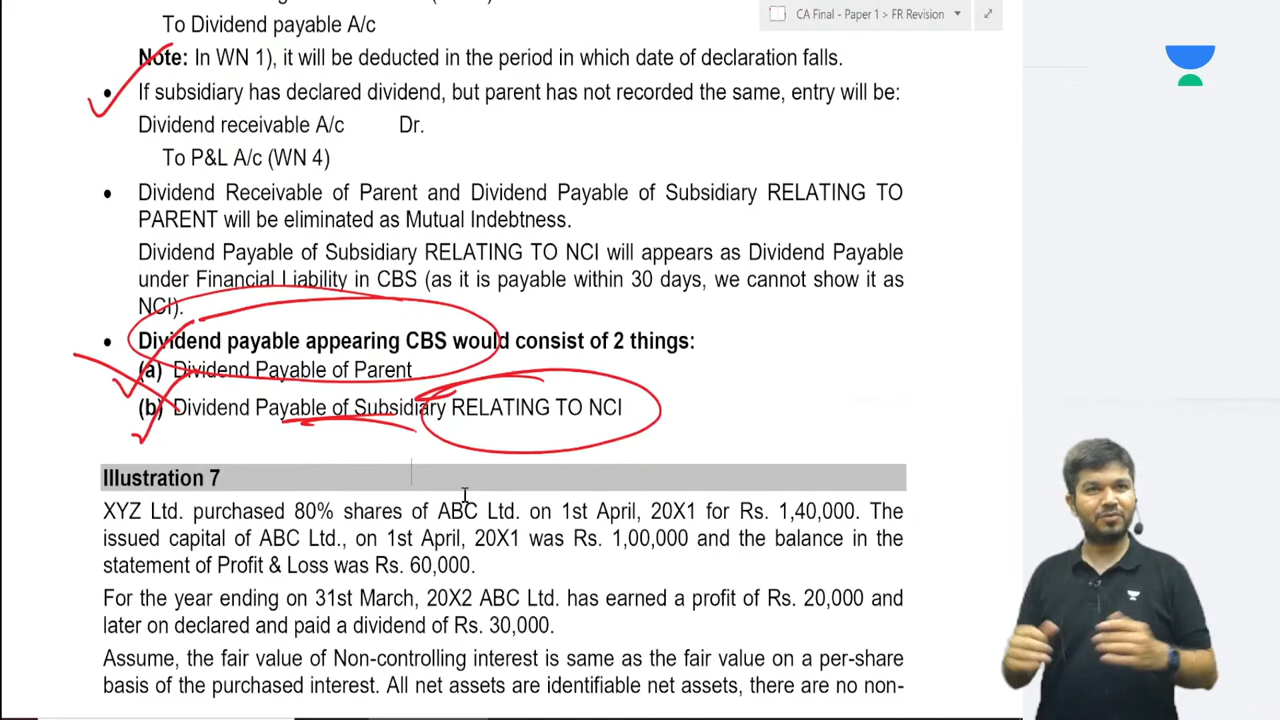 CA Final - Paper 1 > FR Revision
To Dividend payable A/c
Note: In WN 1), it will be deducted in the period in which date of declaration falls.
• If subsidiary has declared dividend, but parent has not recorded the same, entry will be:
Dividend receivable A/c Dr.
To P&L A/c (WN 4)
• Dividend Receivable of Parent and Dividend Payable of Subsidiary RELATING TO
PARENT will be eliminated as Mutual Indebtness.
Dividend Payable of Subsidiary RELATING TO NCI will appears as Dividend Payable
under Financial Liability in CBS (as it is payable within 30 days, we cannot show it as
NCI).
• Dividend payable appearing CBS would consist of 2 things:
(a) Dividend Payable of Parent
(b) Dividend Payable of Subsidiary RELATING TO NCI
Illustration 7
XYZ Ltd. purchased 80% shares of ABC Ltd. on 1st April, 20X1 for Rs. 1,40,000. The
issued capital of ABC Ltd., on 1st April, 20X1 was Rs. 1,00,000 and the balance in the
statement of Profit & Loss was Rs. 60,000.
For the year ending on 31st March, 20X2 ABC Ltd. has earned a profit of Rs. 20,000 and
later on declared and paid a dividend of Rs. 30,000.
Assume, the fair value of Non-controlling interest is same as the fair value on a per-share
basis of the purchased interest. All net assets are identifiable net assets, there are no non-